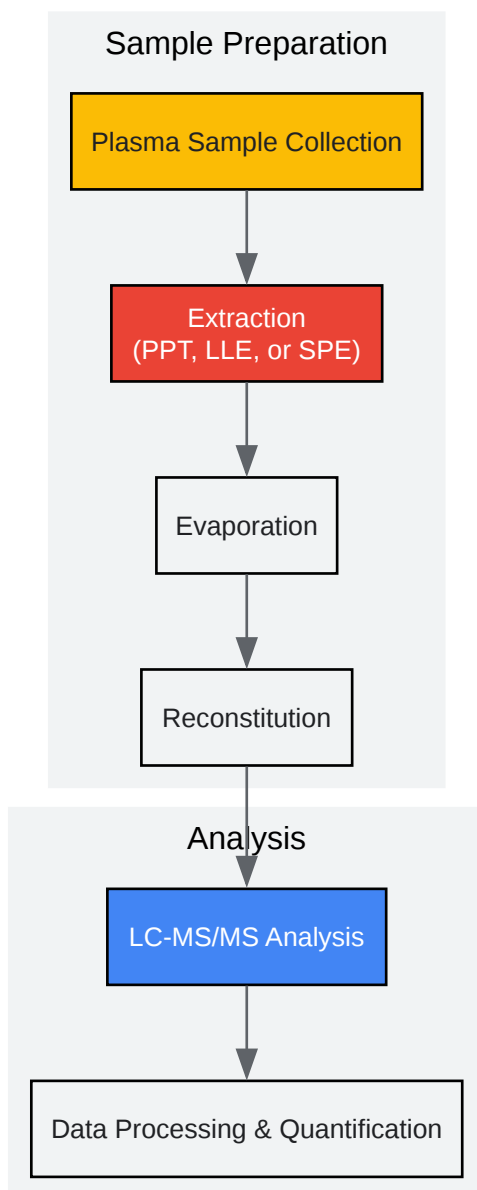 Sample Preparation
Plasma Sample Collection
Extraction
(PPT, LLE, or SPE)
Evaporation
Reconstitution
Analysis
LC-MS/MS Analysis
Data Processing & Quantification